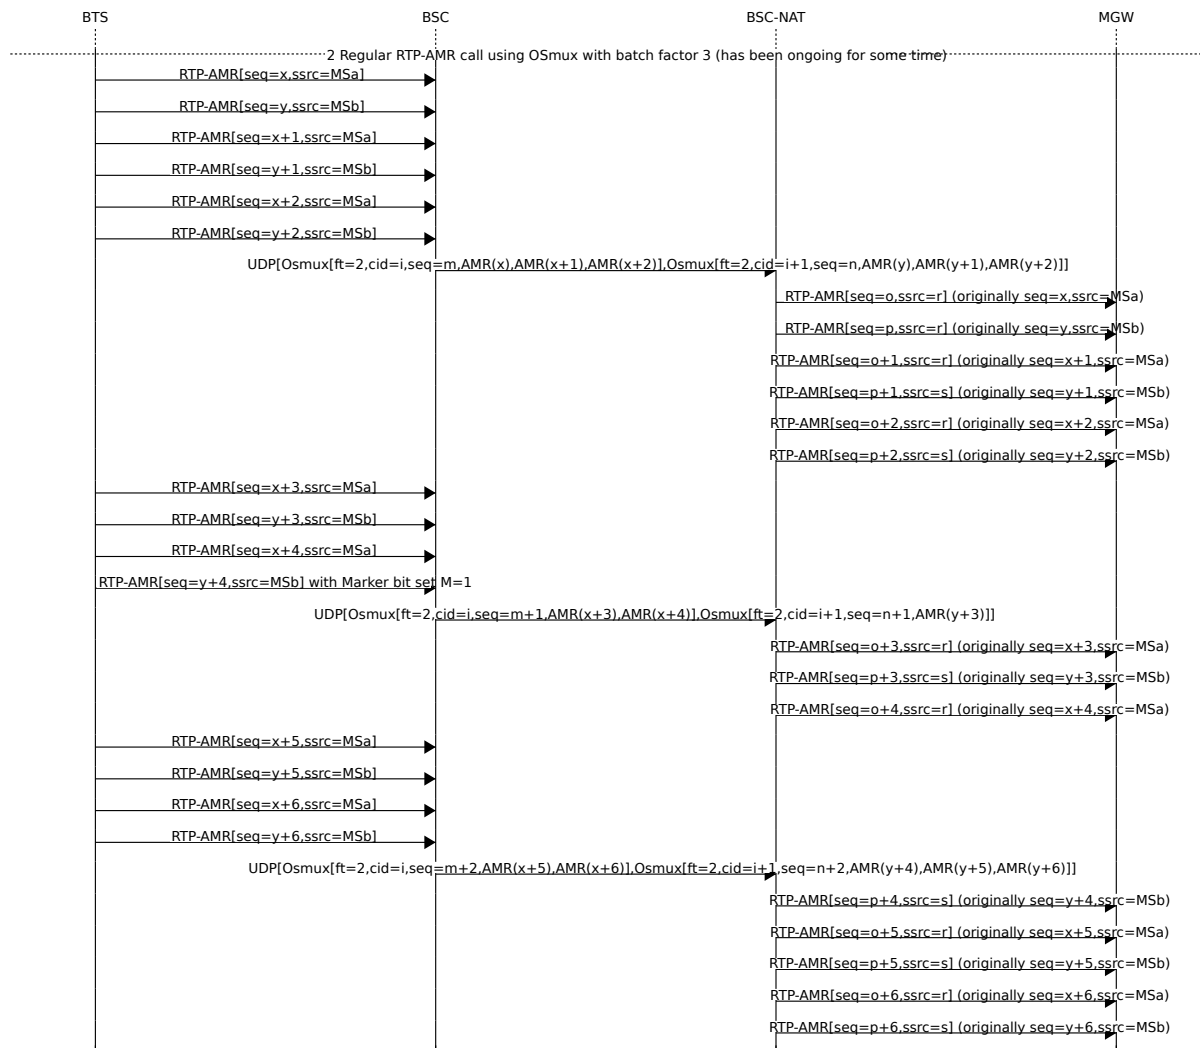 BTS BSC BSC-NAT MGW
2 Regular RTP-AMR call using OSmux with batch factor 3 (has been ongoing for some time)
RTP-AMR[seq=x,ssrc=MSa]
RTP-AMR[seq=y,ssrc=MSb]
RTP-AMR[seq=x+1,ssrc=MSa]
RTP-AMR[seq=y+1,ssrc=MSb]
RTP-AMR[seq=x+2,ssrc=MSa]
RTP-AMR[seq=y+2,ssrc=MSb]
UDP[Osmux[ft=2,cid=i,seq=m,AMR(x),AMR(x+1),AMR(x+2)],Osmux[ft=2,cid=i+1,seq=n,AMR(y),AMR(y+1),AMR(y+2)]]
RTP-AMR[seq=o,ssrc=r] (originally seq=x,ssrc=MSa)
RTP-AMR[seq=p,ssrc=r] (originally seq=y,ssrc=MSb)
RTP-AMR[seq=o+1,ssrc=r] (originally seq=x+1,ssrc=MSa)
RTP-AMR[seq=p+1,ssrc=s] (originally seq=y+1,ssrc=MSb)
RTP-AMR[seq=o+2,ssrc=r] (originally seq=x+2,ssrc=MSa)
RTP-AMR[seq=p+2,ssrc=s] (originally seq=y+2,ssrc=MSb)
RTP-AMR[seq=x+3,ssrc=MSa]
RTP-AMR[seq=y+3,ssrc=MSb]
RTP-AMR[seq=x+4,ssrc=MSa]
RTP-AMR[seq=y+4,ssrc=MSb] with Marker bit set M=1
UDP[Osmux[ft=2,cid=i,seq=m+1,AMR(x+3),AMR(x+4)],Osmux[ft=2,cid=i+1,seq=n+1,AMR(y+3)]]
RTP-AMR[seq=o+3,ssrc=r] (originally seq=x+3,ssrc=MSa)
RTP-AMR[seq=p+3,ssrc=s] (originally seq=y+3,ssrc=MSb)
RTP-AMR[seq=o+4,ssrc=r] (originally seq=x+4,ssrc=MSa)
RTP-AMR[seq=x+5,ssrc=MSa]
RTP-AMR[seq=y+5,ssrc=MSb]
RTP-AMR[seq=x+6,ssrc=MSa]
RTP-AMR[seq=y+6,ssrc=MSb]
UDP[Osmux[ft=2,cid=i,seq=m+2,AMR(x+5),AMR(x+6)],Osmux[ft=2,cid=i+1,seq=n+2,AMR(y+4),AMR(y+5),AMR(y+6)]]
RTP-AMR[seq=p+4,ssrc=s] (originally seq=y+4,ssrc=MSb)
RTP-AMR[seq=o+5,ssrc=r] (originally seq=x+5,ssrc=MSa)
RTP-AMR[seq=p+5,ssrc=s] (originally seq=y+5,ssrc=MSb)
RTP-AMR[seq=o+6,ssrc=r] (originally seq=x+6,ssrc=MSa)
RTP-AMR[seq=p+6,ssrc=s] (originally seq=y+6,ssrc=MSb)